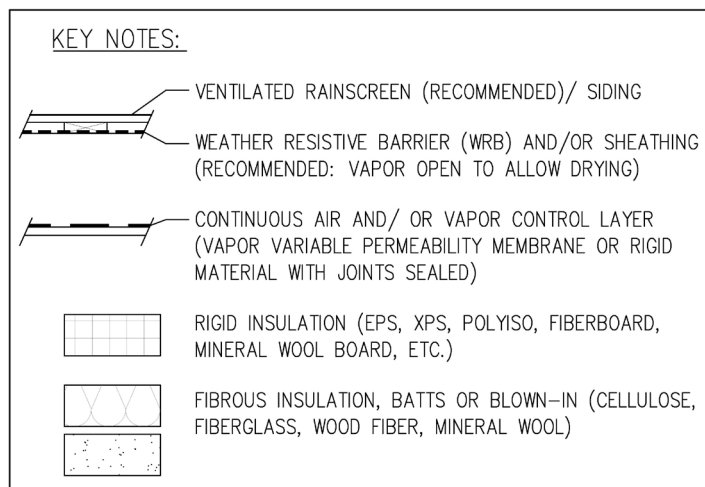 KEY NOTES:
VENTILATED RAINSCREEN (RECOMMENDED)/ SIDING
WEATHER RESISTIVE BARRIER (WRB) AND/OR SHEATHING
(RECOMMENDED: VAPOR OPEN TO ALLOW DRYING)
CONTINUOUS AIR AND/ OR VAPOR CONTROL LAYER
(VAPOR VARIABLE PERMEABILITY MEMBRANE OR RIGID
MATERIAL WITH JOINTS SEALED)
RIGID INSULATION (EPS, XPS, POLYISO, FIBERBOARD,
MINERAL WOOL BOARD, ETC.)
FIBROUS INSULATION, BATTS OR BLOWN-IN (CELLULOSE,
FIBERGLASS, WOOD FIBER, MINERAL WOOL)